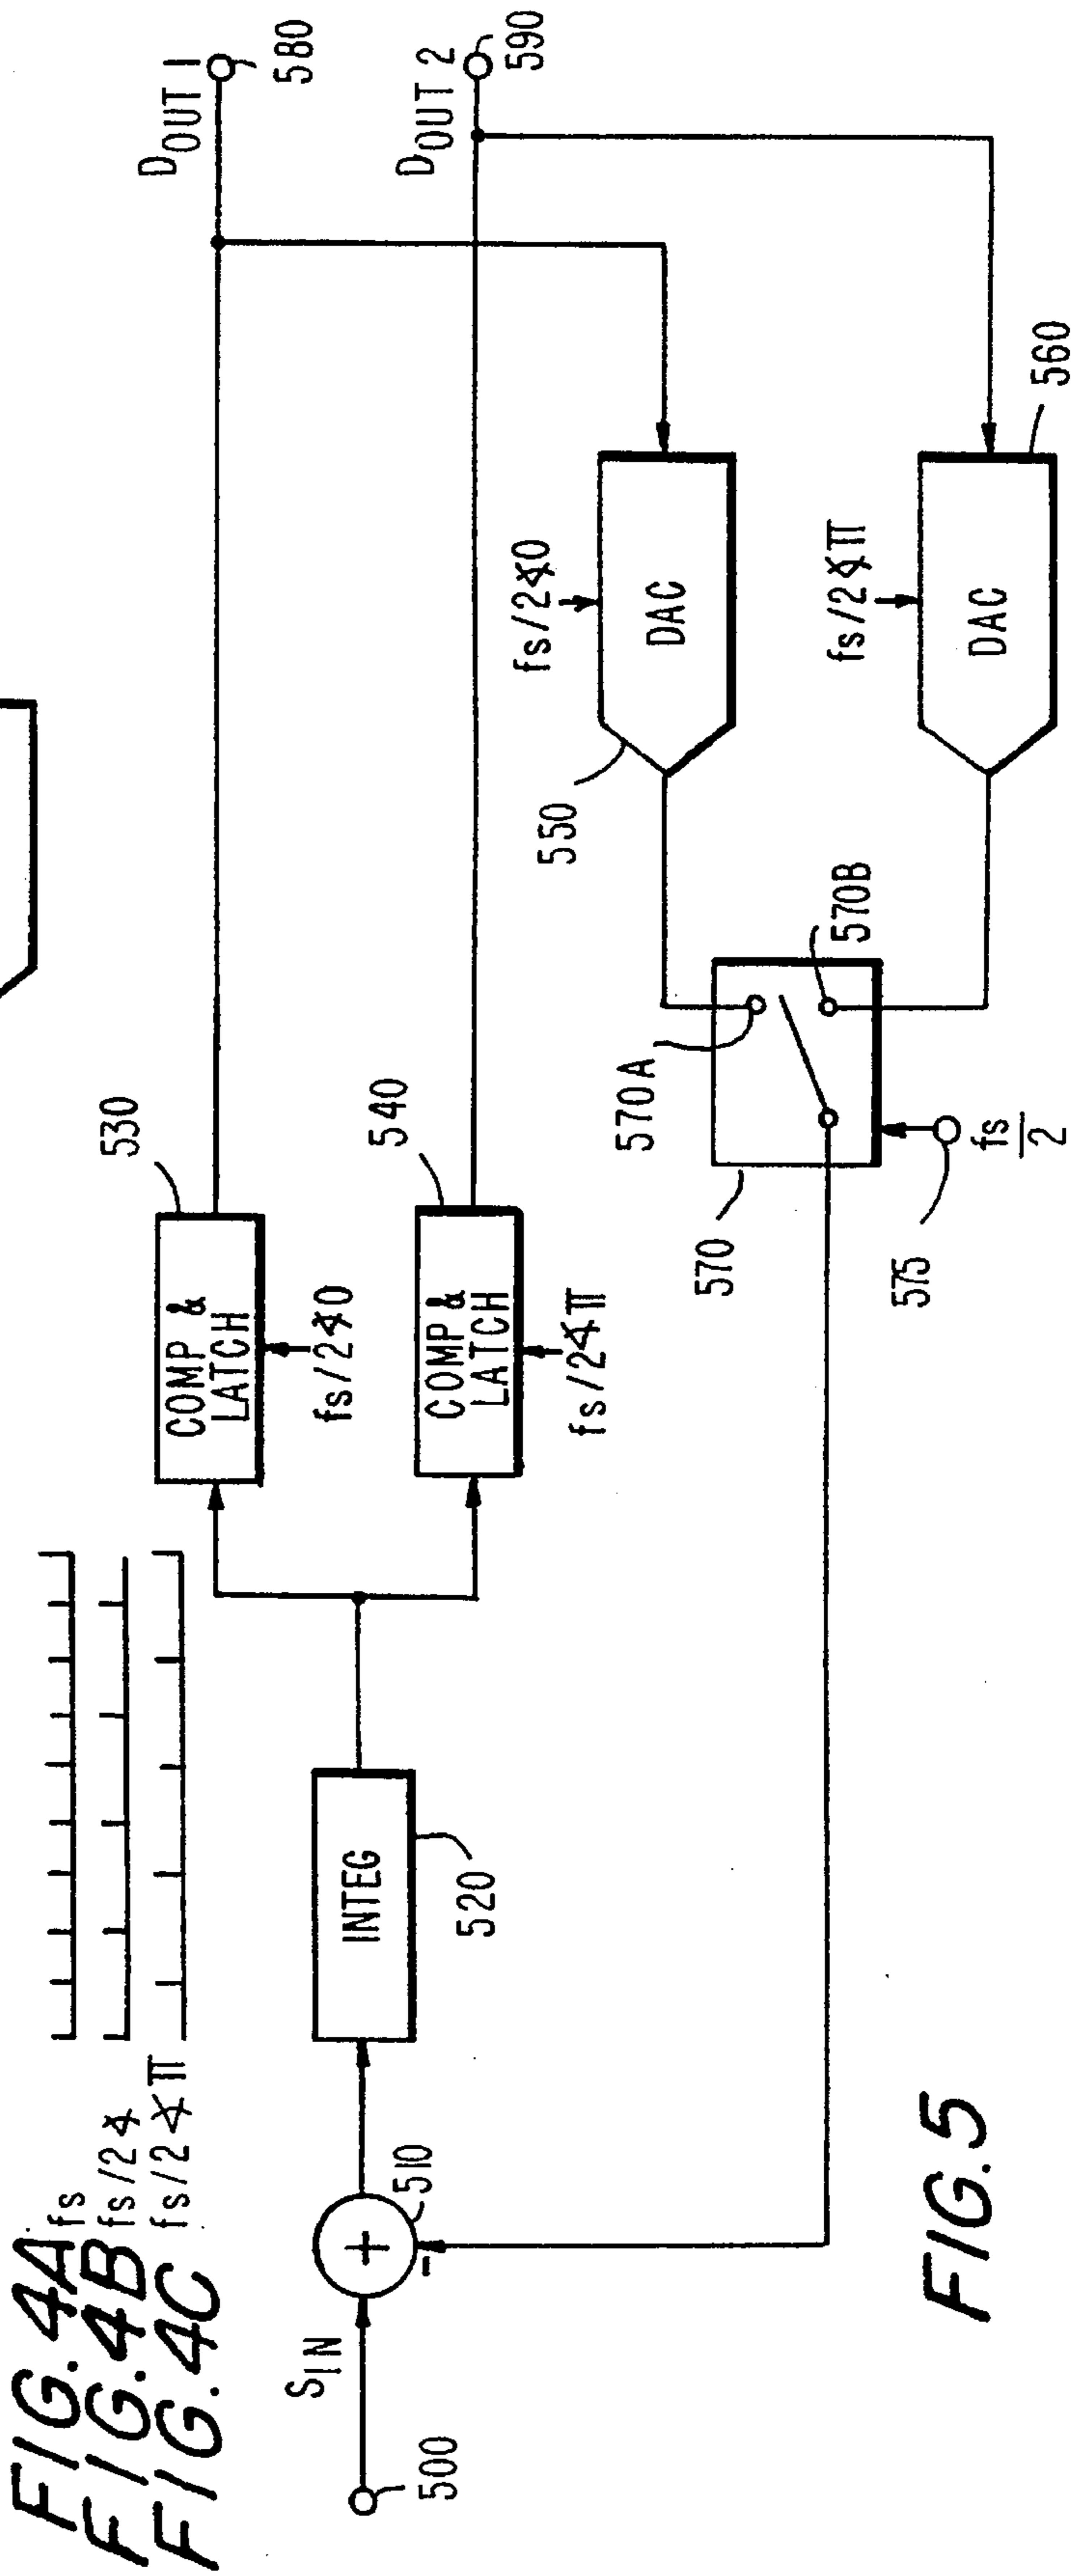 FIG. 4A fs
FIG. 4B fs/2∡
FIG. 4C fs/2∡π
S_IN
500
+
-
510
INTEG
520
COMP &
LATCH
530
fs/2∡0
COMP &
LATCH
540
fs/2∡π
D_OUT 1
580
D_OUT 2
590
fs/2∡0
DAC
550
fs/2∡π
DAC
560
570A
570B
570
575
fs/2
FIG. 5